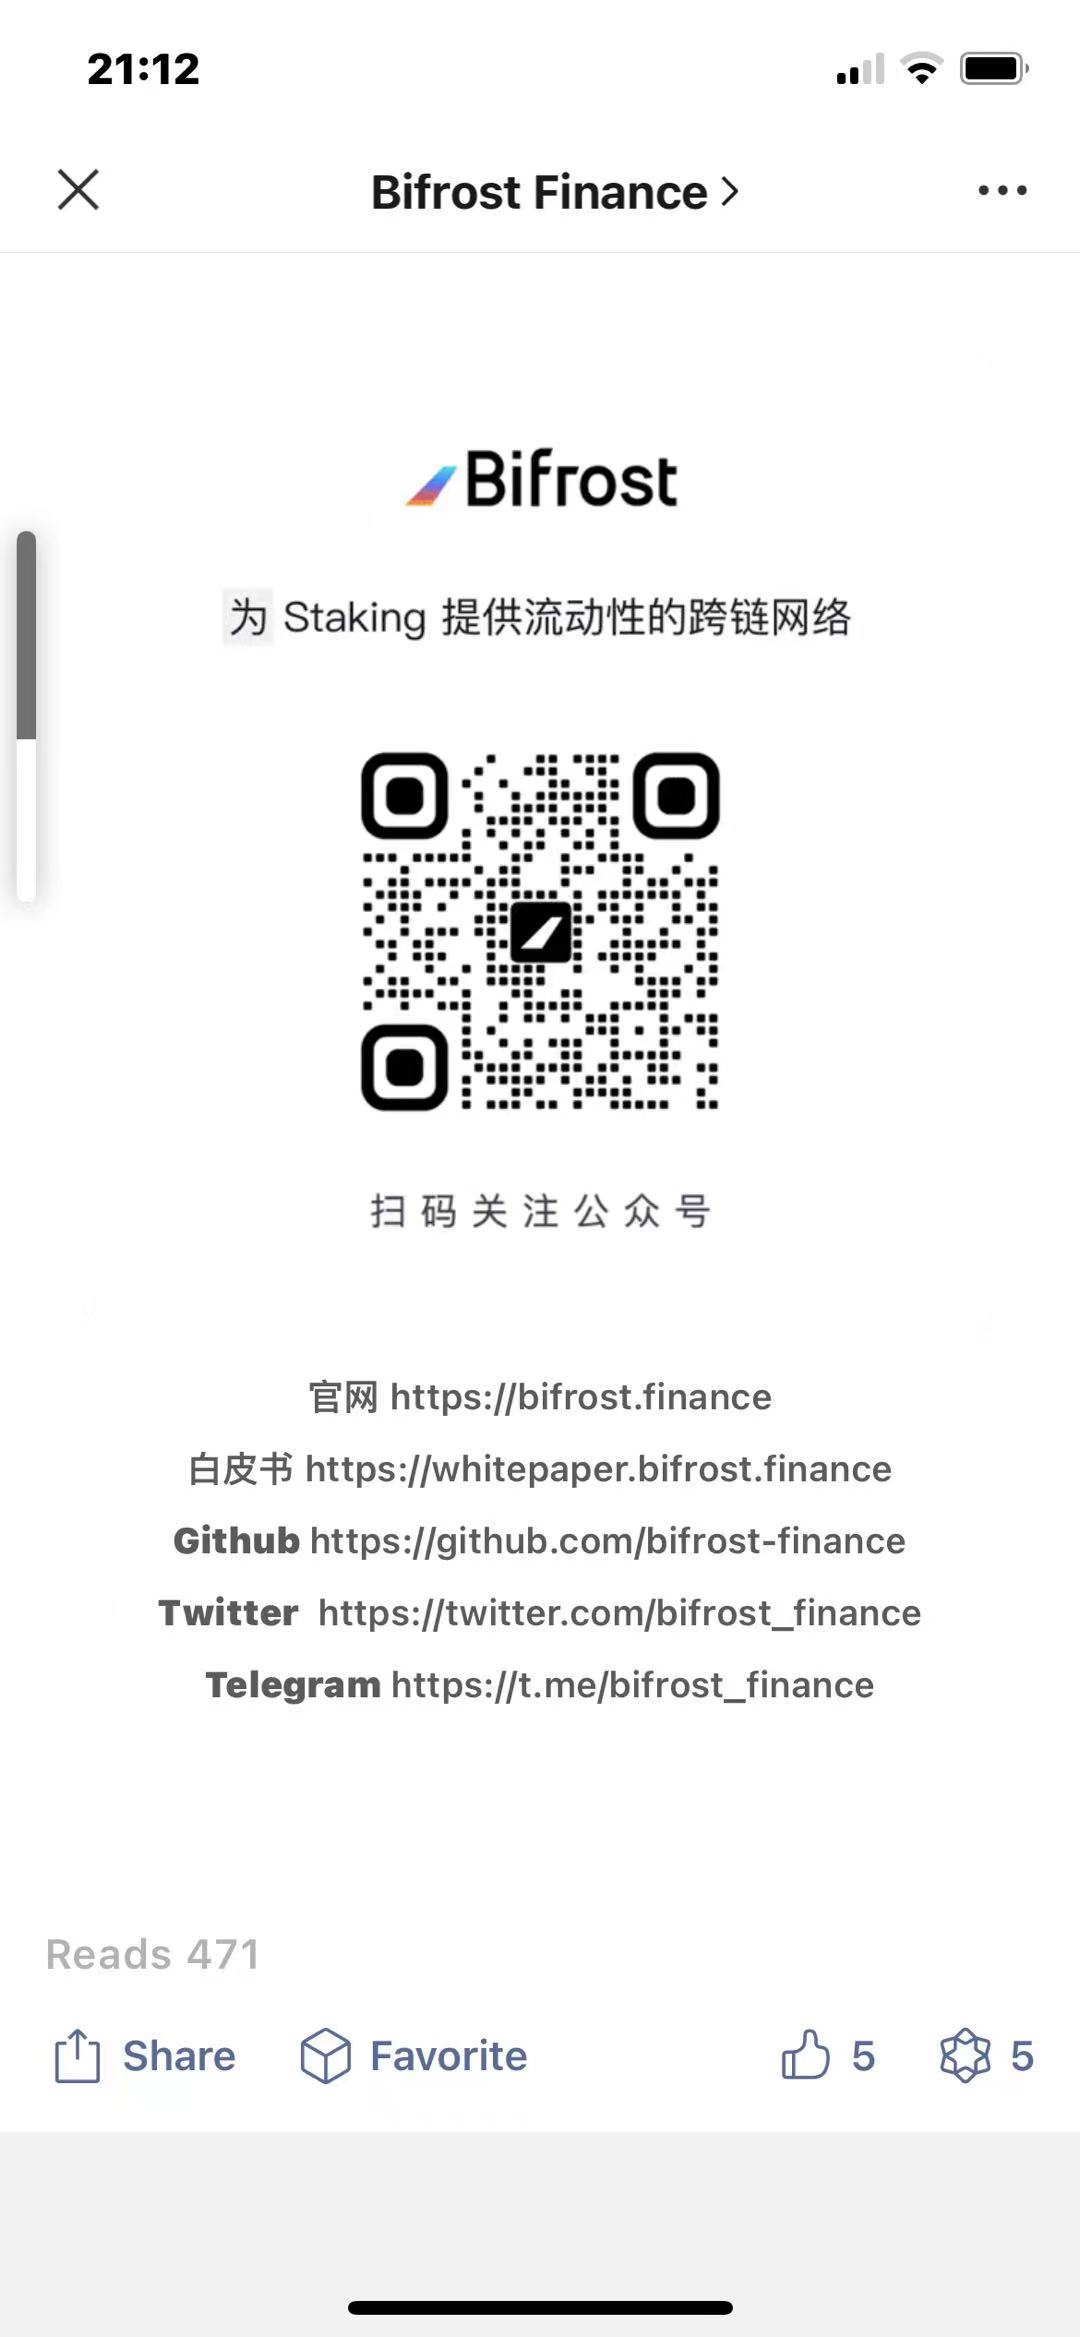 21:12
Bifrost Finance
Bifrost
为 Staking 提供流动性的跨链网络
扫码关注公众号
官网 https://bifrost.finance
白皮书 https://whitepaper.bifrost.finance
Github https://github.com/bifrost-finance
Twitter https://twitter.com/bifrost_finance
Telegram https://t.me/bifrost_finance
Reads 471
Share Favorite 5 5